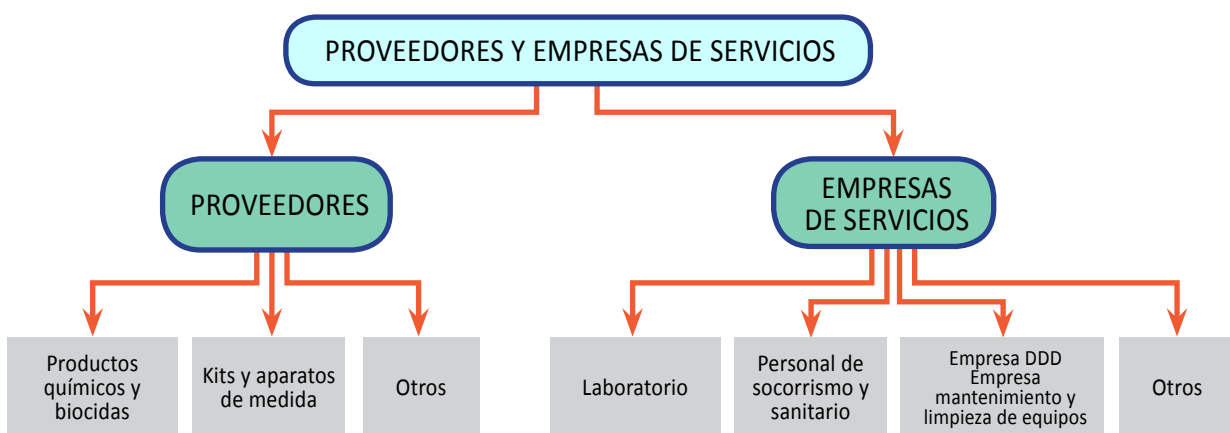 PROVEEDORES Y EMPRESAS DE SERVICIOS
PROVEEDORES
EMPRESAS
DE SERVICIOS
Productos
químicos y
biocidas
Kits y aparatos
de medida
Otros
Laboratorio
Personal de
socorrismo y
sanitario
Empresa DDD
Empresa
mantenimiento y
limpieza de equipos
Otros